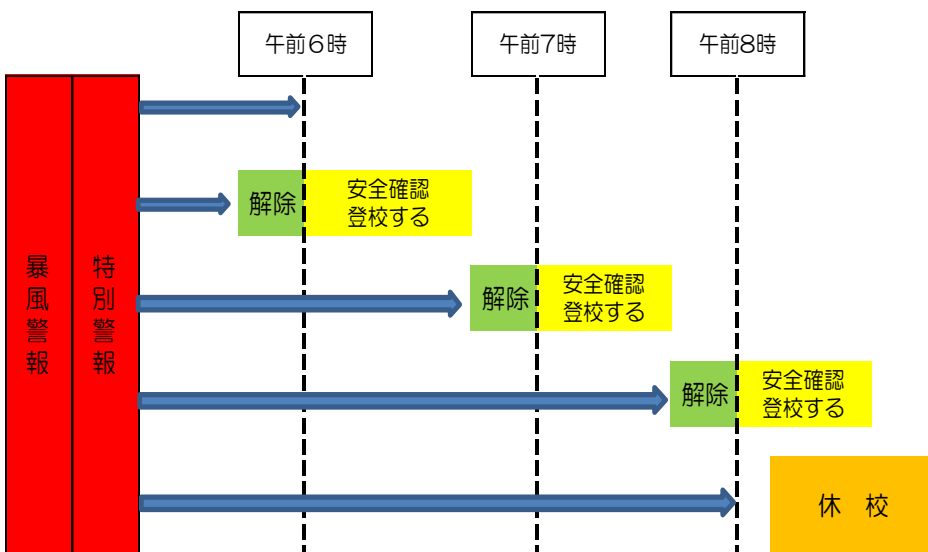 午前６時
午前7時
午前8時
暴風警報
特別警報
解除
安全確認
登校する
解除
安全確認
登校する
解除
安全確認
登校する
休　校